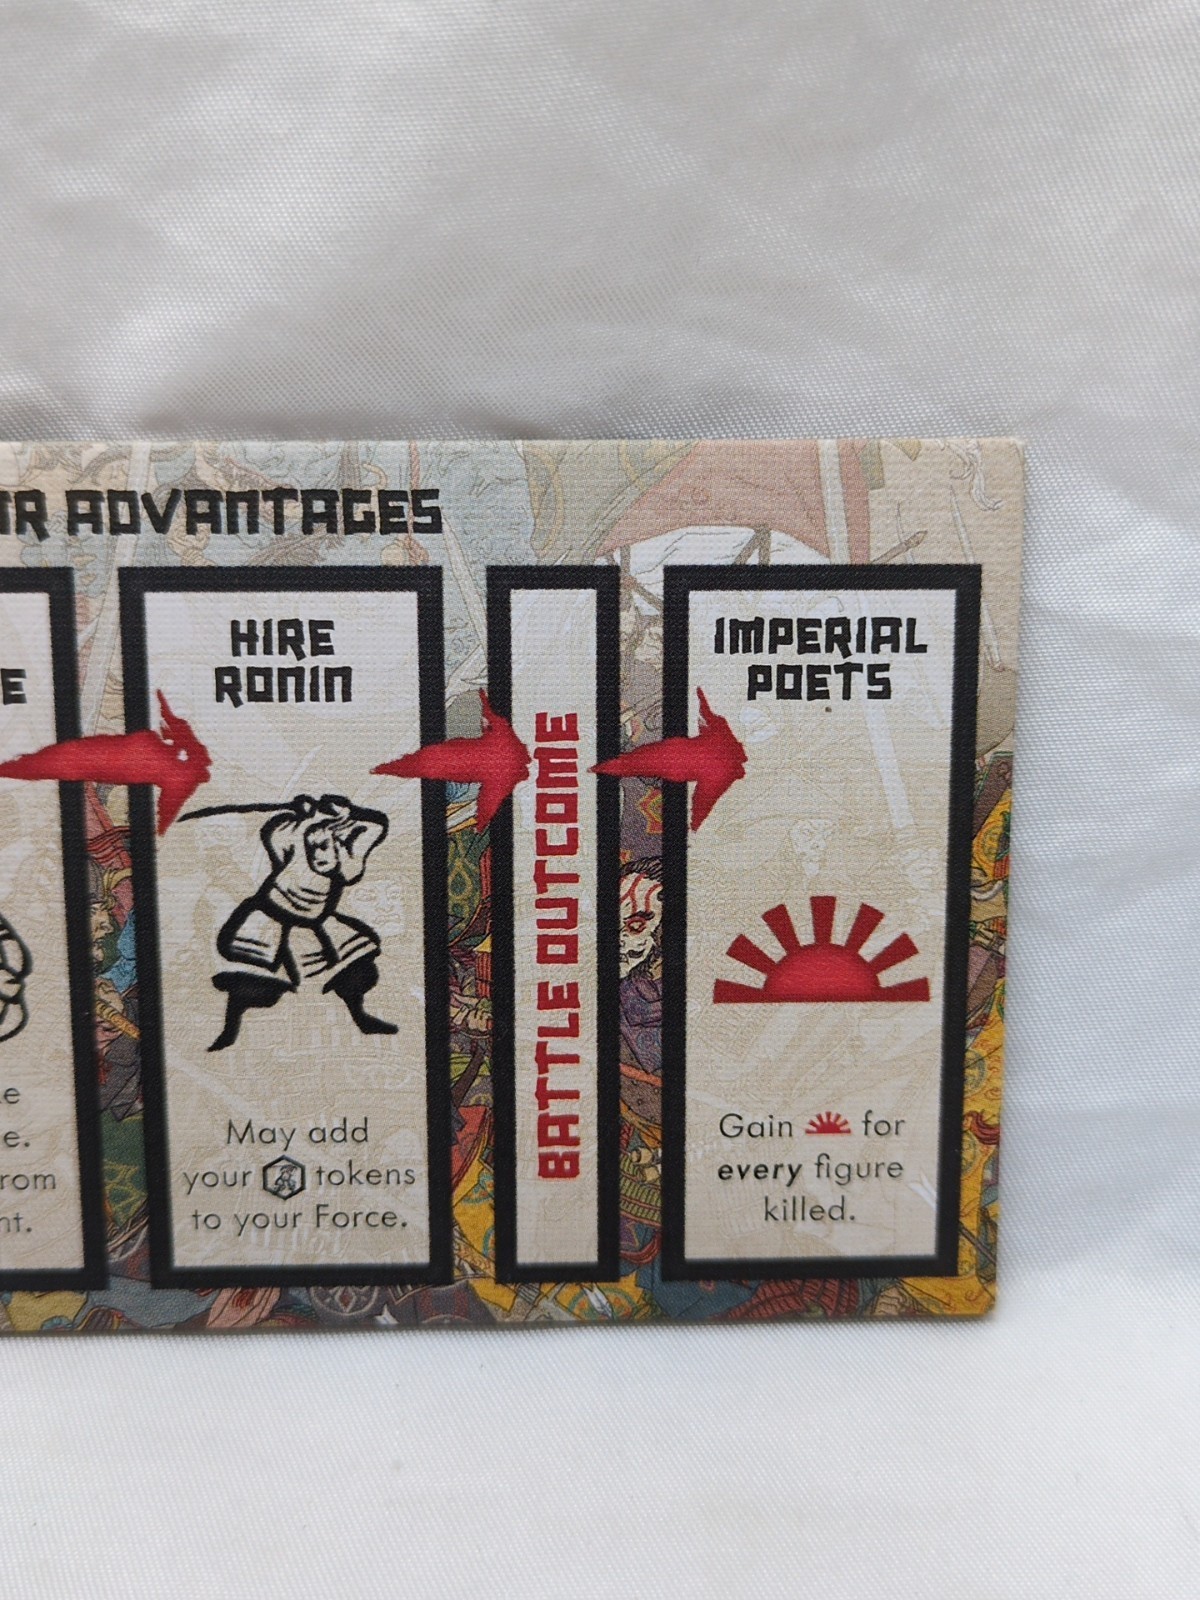 ADVANTAGES
HIRE
RONIN
May add
your tokens
to your Force.
BATTLE OUTCOME
IMPERIAL
POETS
Gain for
every figure
killed.